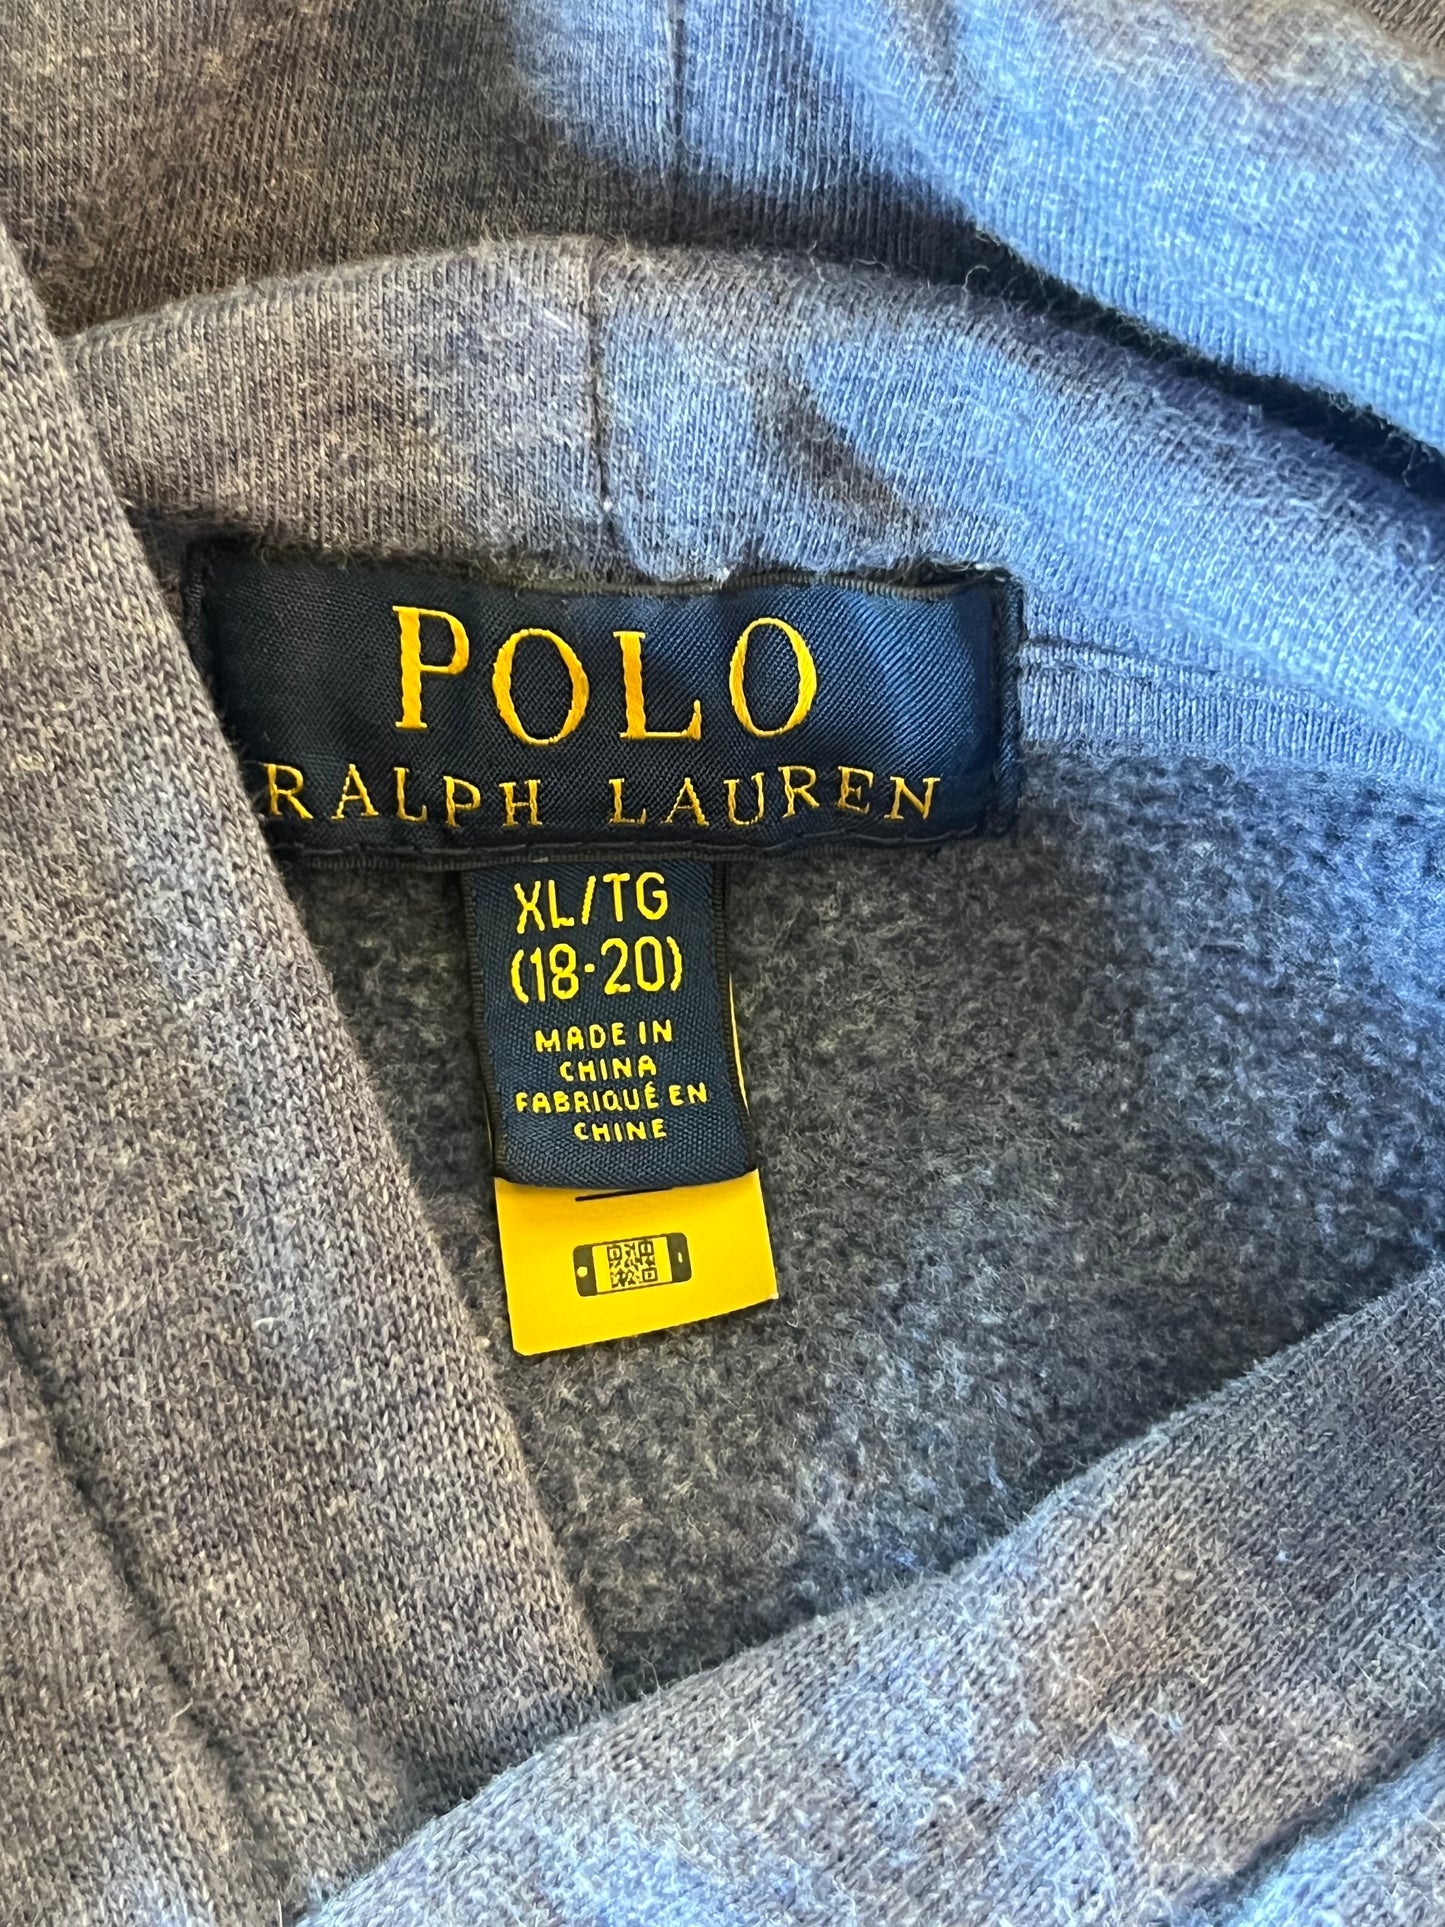 POLO
RALPH LAUREN
XL/TG
(18-20)
MADE IN
CHINA
FABRIQUÉ EN
CHINE